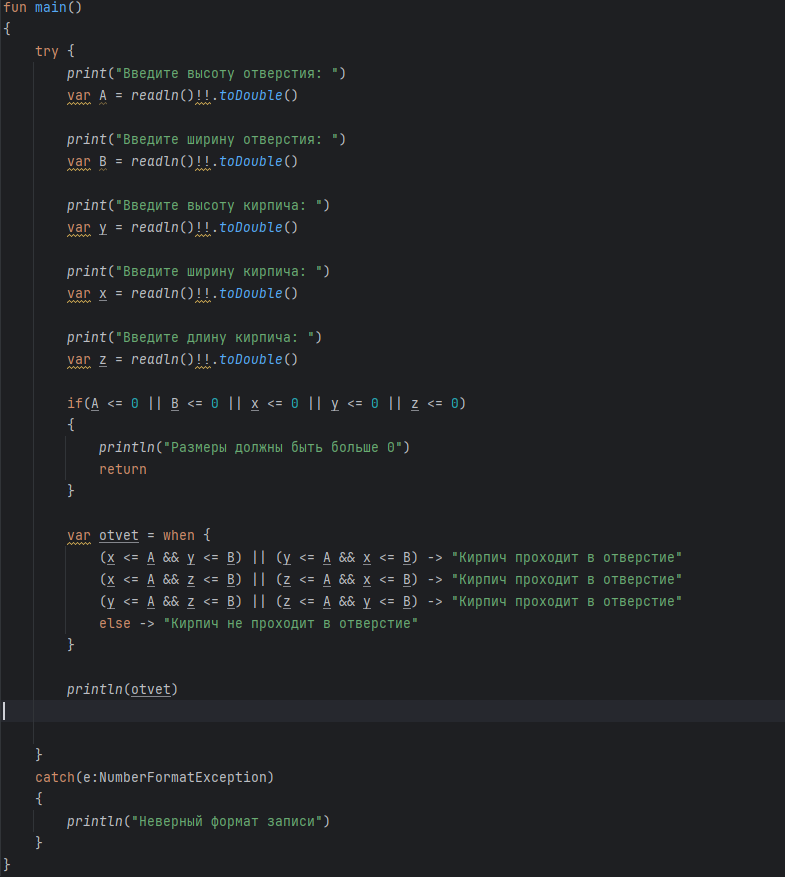 fun main()
{
    try {
        print("Введите высоту отверстия: ")
        var A = readln()!!.toDouble()

        print("Введите ширину отверстия: ")
        var B = readln()!!.toDouble()

        print("Введите высоту кирпича: ")
        var y = readln()!!.toDouble()

        print("Введите ширину кирпича: ")
        var x = readln()!!.toDouble()

        print("Введите длину кирпича: ")
        var z = readln()!!.toDouble()

        if(A <= 0 || B <= 0 || x <= 0 || y <= 0 || z <= 0)
        {
            println("Размеры должны быть больше 0")
            return
        }

        var otvet = when {
            (x <= A && y <= B) || (y <= A && x <= B) -> "Кирпич проходит в отверстие"
            (x <= A && z <= B) || (z <= A && x <= B) -> "Кирпич проходит в отверстие"
            (y <= A && z <= B) || (z <= A && y <= B) -> "Кирпич проходит в отверстие"
            else -> "Кирпич не проходит в отверстие"
        }

        println(otvet)

    }
    catch(e:NumberFormatException)
    {
        println("Неверный формат записи")
    }
}